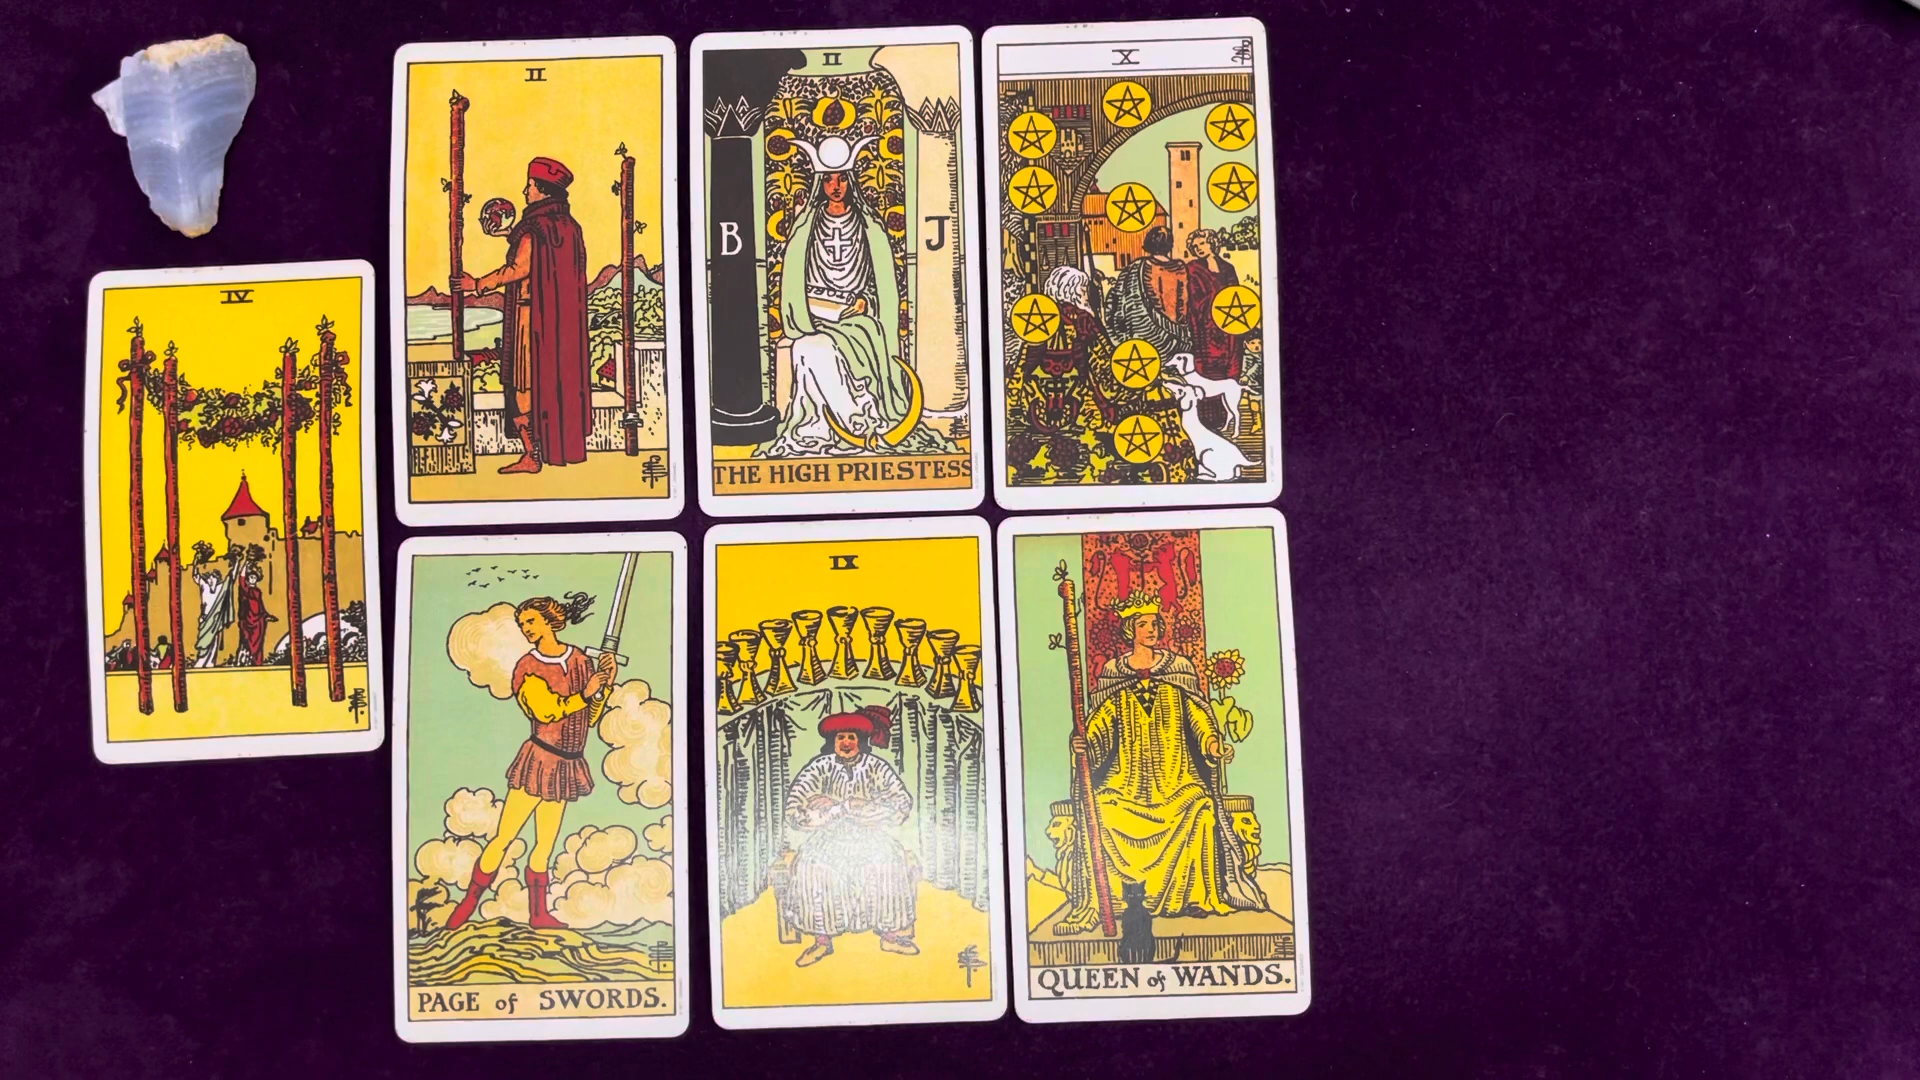 II
II
X
B
J
THE HIGH PRIESTESS
IV
IX
PAGE of SWORDS.
QUEEN of WANDS.